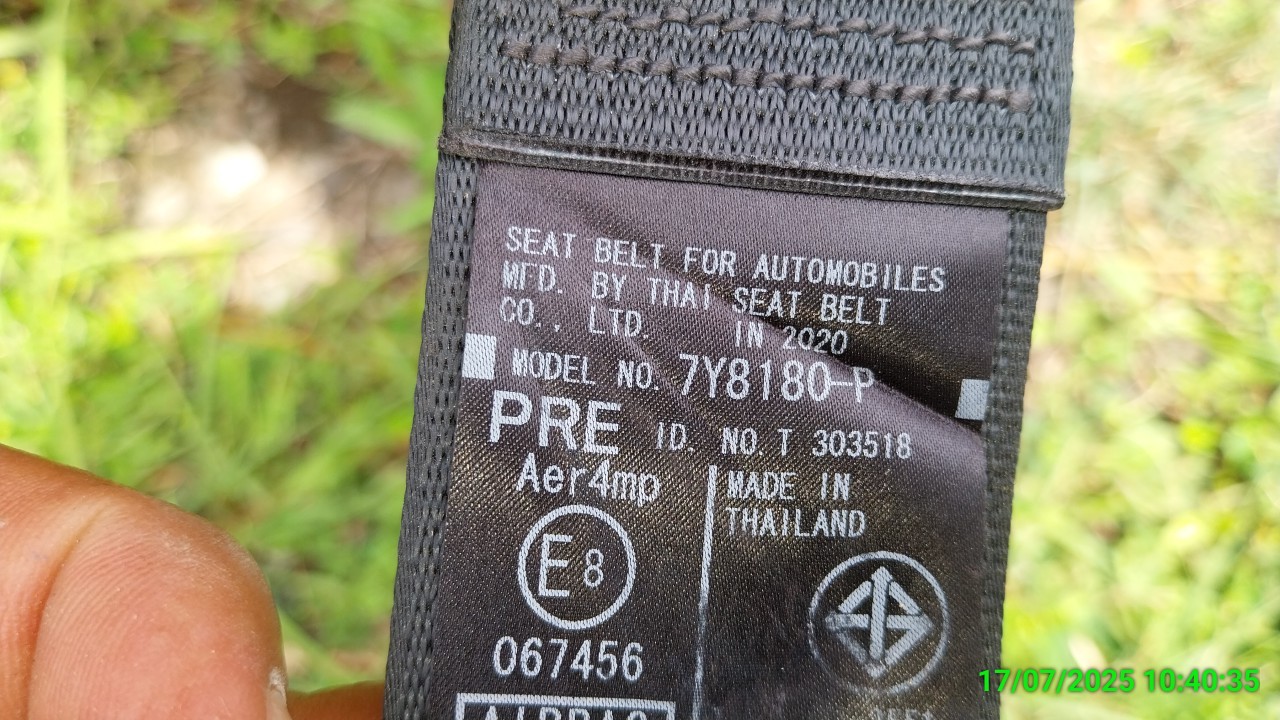 SEAT BELT FOR AUTOMOBILES
MFD. BY THAI SEAT BELT
CO., LTD. IN 2020
MODEL NO. 7Y8180-P
PRE ID. NO. T 303518
Aer4mp
MADE IN
THAILAND
E8
067456
AIRBAG
17/07/2025 10:40:35